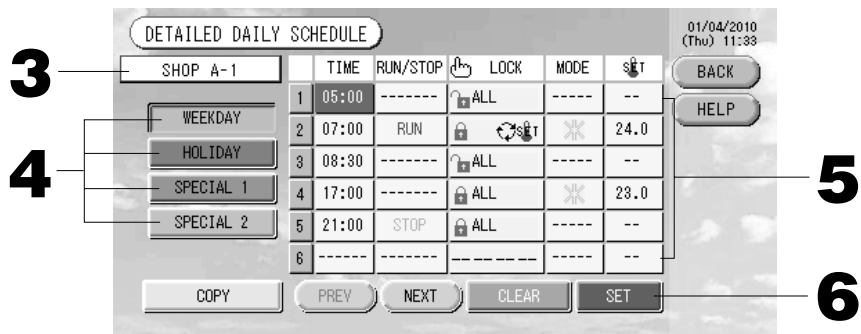 DETAILED DAILY SCHEDULE
01/04/2010
(Thu) 11:33
3
SHOP A-1
TIME RUN/STOP LOCK MODE SET
BACK
HELP
4
WEEKDAY
HOLIDAY
SPECIAL 1
SPECIAL 2
1 05:00 ------- ALL ----- --
2 07:00 RUN SET 24.0
3 08:30 ------- ALL ----- --
4 17:00 ------- ALL 23.0
5 21:00 STOP ALL ----- --
6 ------ ------- -------- ----- --
5
COPY PREV NEXT CLEAR SET
6